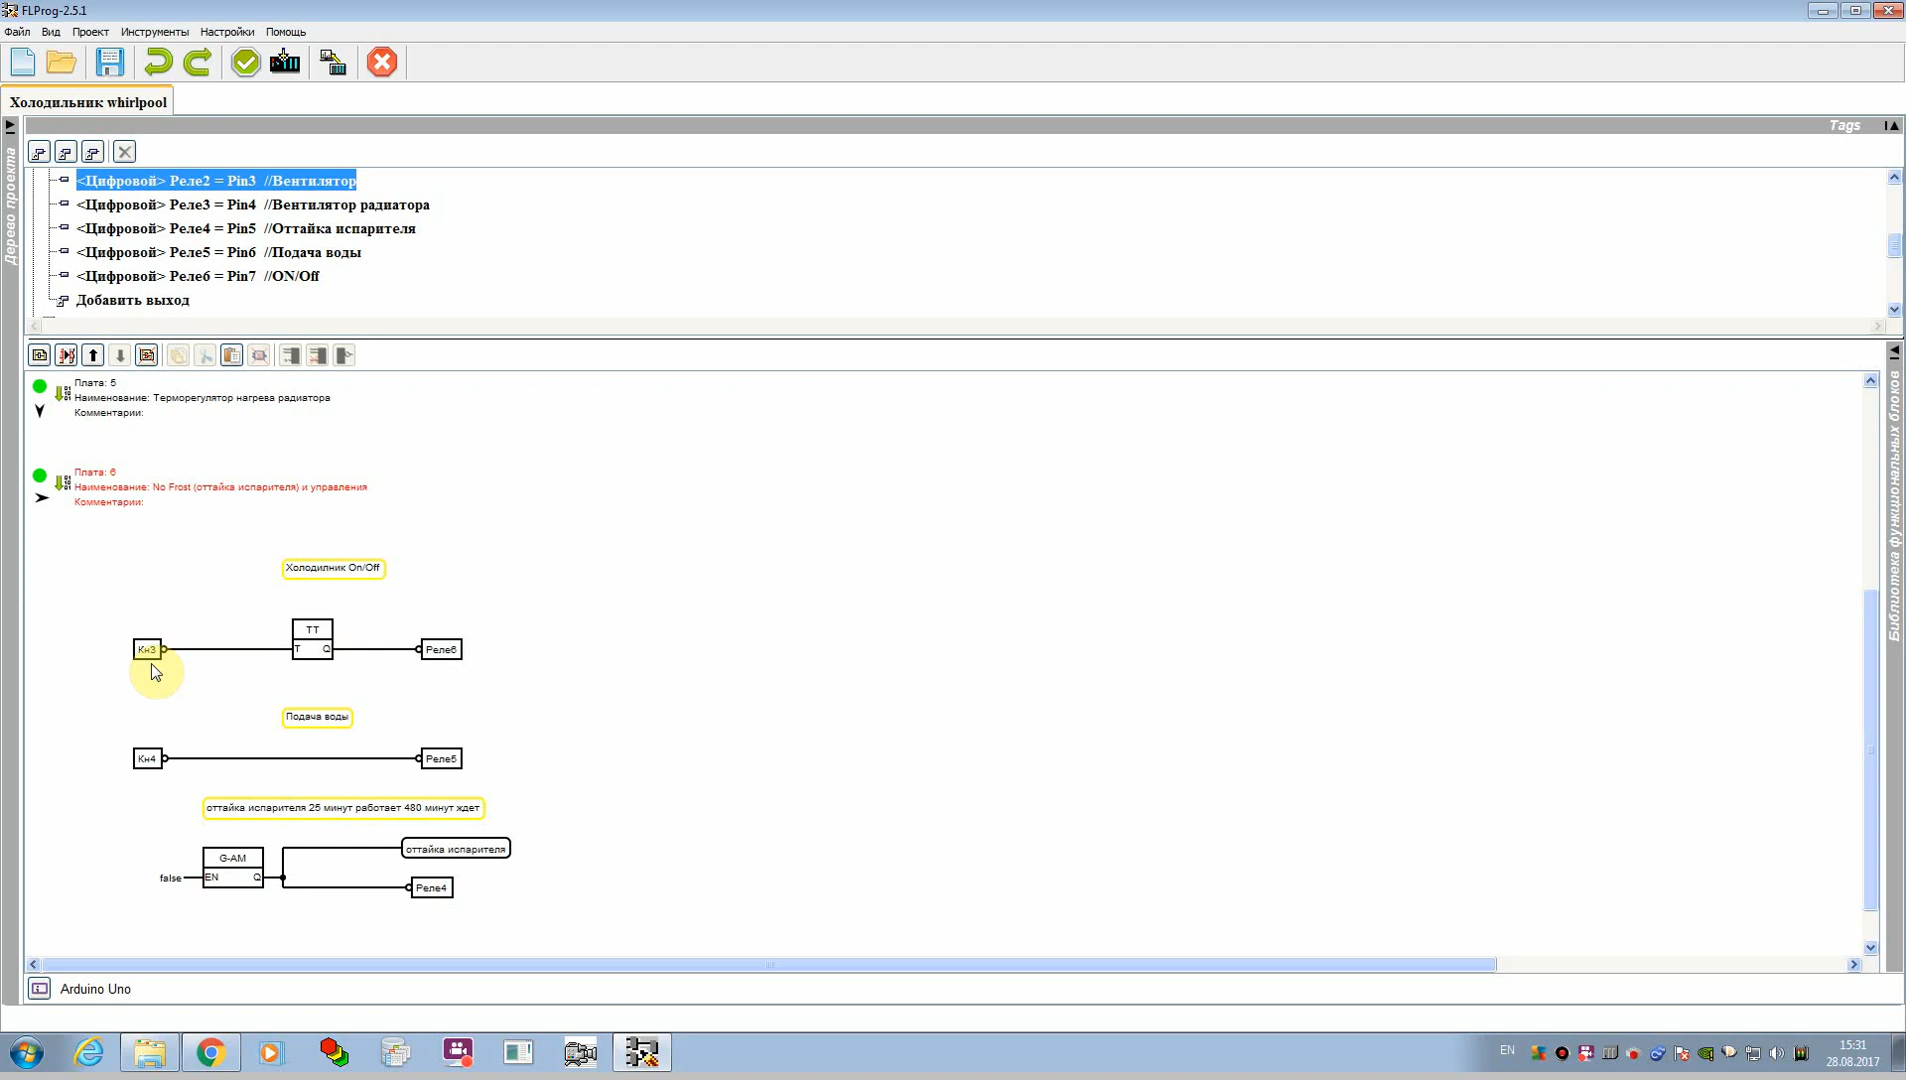 FLProg-2.5.1
Файл Вид Проект Инструменты Настройки Помощь
Холодильник whirlpool
Tags
Дерево проекта
<Цифровой> Реле2 = Pin3 //Вентилятор
<Цифровой> Реле3 = Pin4 //Вентилятор радиатора
<Цифровой> Реле4 = Pin5 //Оттайка испарителя
<Цифровой> Реле5 = Pin6 //Подача воды
<Цифровой> Реле6 = Pin7 //ON/Off
Добавить выход
Библиотека функциональных блоков
Плата: 5
Наименование: Терморегулятор нагрева радиатора
Комментарии:
Плата: 6
Наименование: No Frost (оттайка испарителя) и управления
Комментарии:
Холодилник On/Off
TT
Кн3 T Q Реле6
Подача воды
Кн4 Реле5
оттайка испарителя 25 минут работает 480 минут ждет
G-AM оттайка испарителя
false EN Q
Реле4
Arduino Uno
EN
15:31
28.08.2017